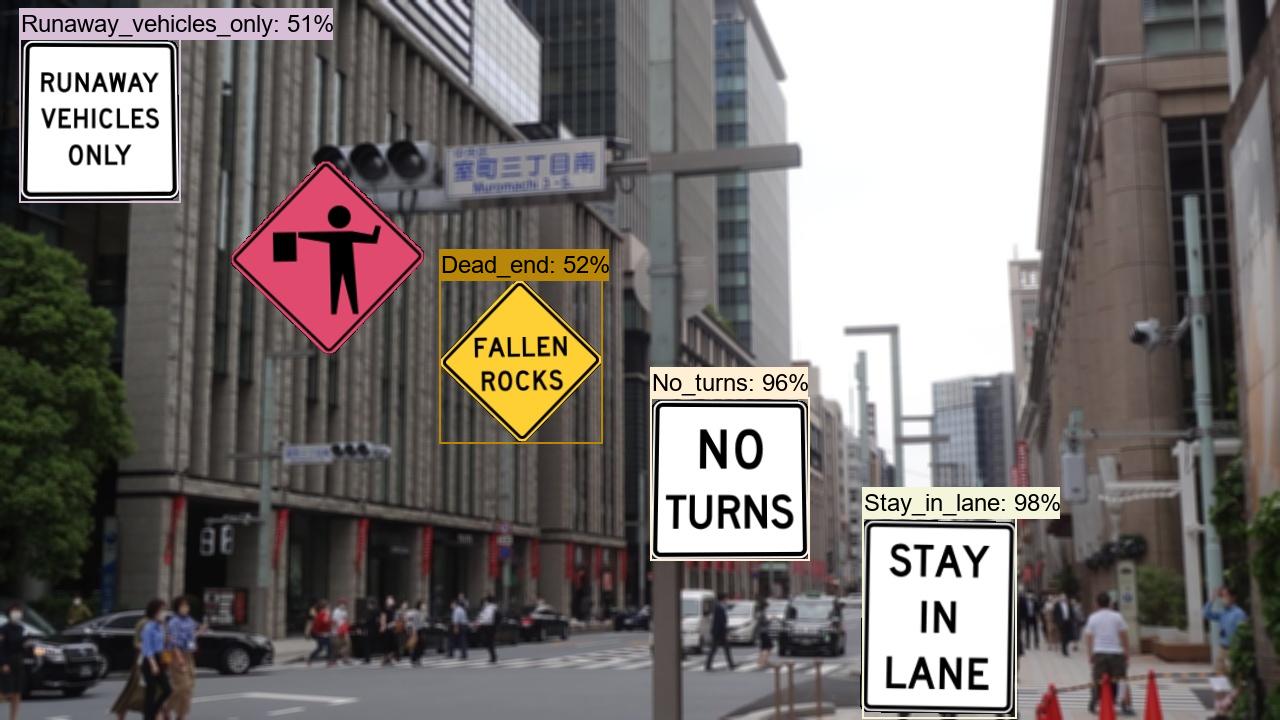 Runaway_vehicles_only: 51%
RUNAWAY
VEHICLES
ONLY
室町三丁目南
Muromachi 3-S.
Dead_end: 52%
FALLEN
ROCKS
No_turns: 96%
NO
TURNS
Stay_in_lane: 98%
STAY
IN
LANE